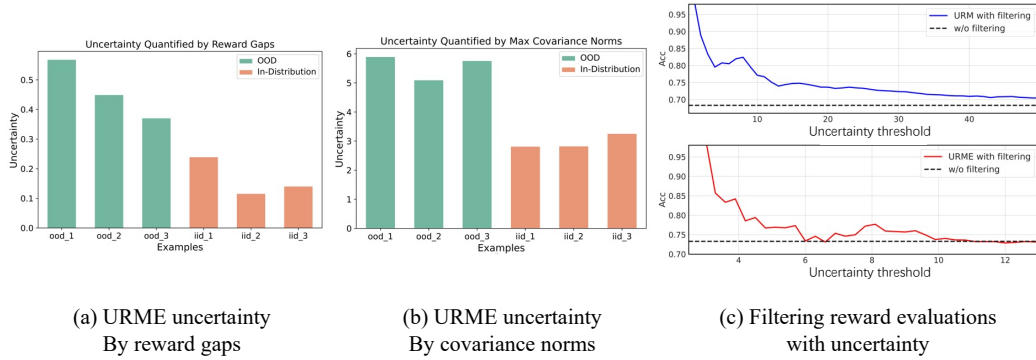 Uncertainty Quantified by Reward Gaps
OOD
In-Distribution
Uncertainty
0.5
0.4
0.3
0.2
0.1
0.0
ood_1 ood_2 ood_3 iid_1 iid_2 iid_3
Examples
(a) URME uncertainty
By reward gaps
Uncertainty Quantified by Max Covariance Norms
OOD
In-Distribution
Uncertainty
6
5
4
3
2
1
0
ood_1 ood_2 ood_3 iid_1 iid_2 iid_3
Examples
(b) URME uncertainty
By covariance norms
URM with filtering
w/o filtering
Acc
0.95
0.90
0.85
0.80
0.75
0.70
10 20 30 40
Uncertainty threshold
URME with filtering
w/o filtering
Acc
0.95
0.90
0.85
0.80
0.75
0.70
4 6 8 10 12
Uncertainty threshold
(c) Filtering reward evaluations
with uncertainty